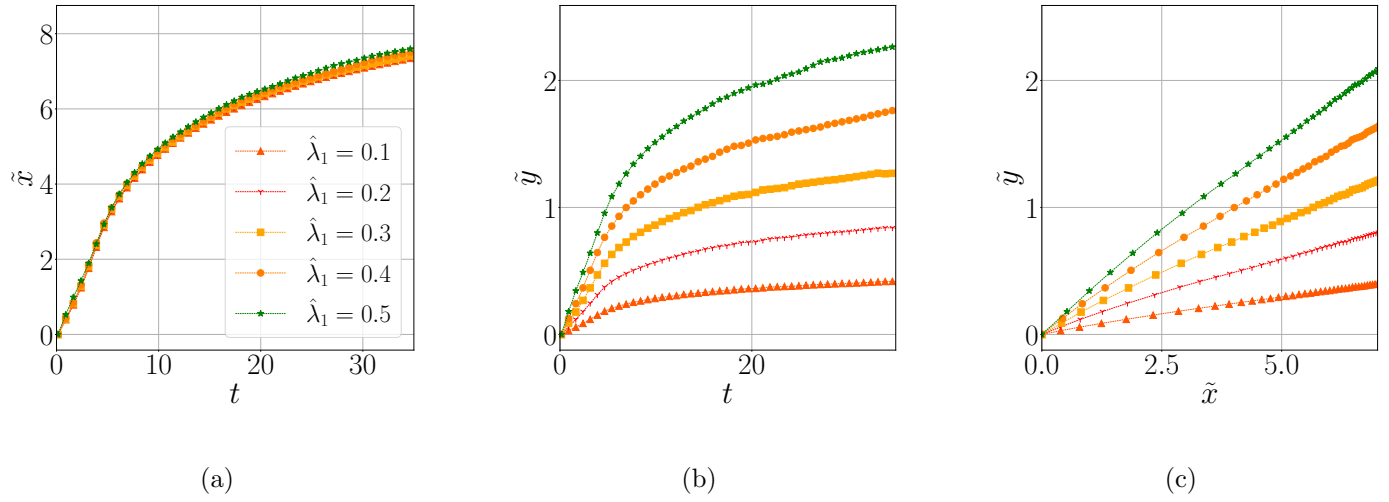 8
6
4
2
0
x̃
0 10 20 30
t
λ̂₁ = 0.1
λ̂₁ = 0.2
λ̂₁ = 0.3
λ̂₁ = 0.4
λ̂₁ = 0.5
(a)
2
1
0
ỹ
0 20
t
(b)
2
1
0
ỹ
0.0 2.5 5.0
x̃
(c)